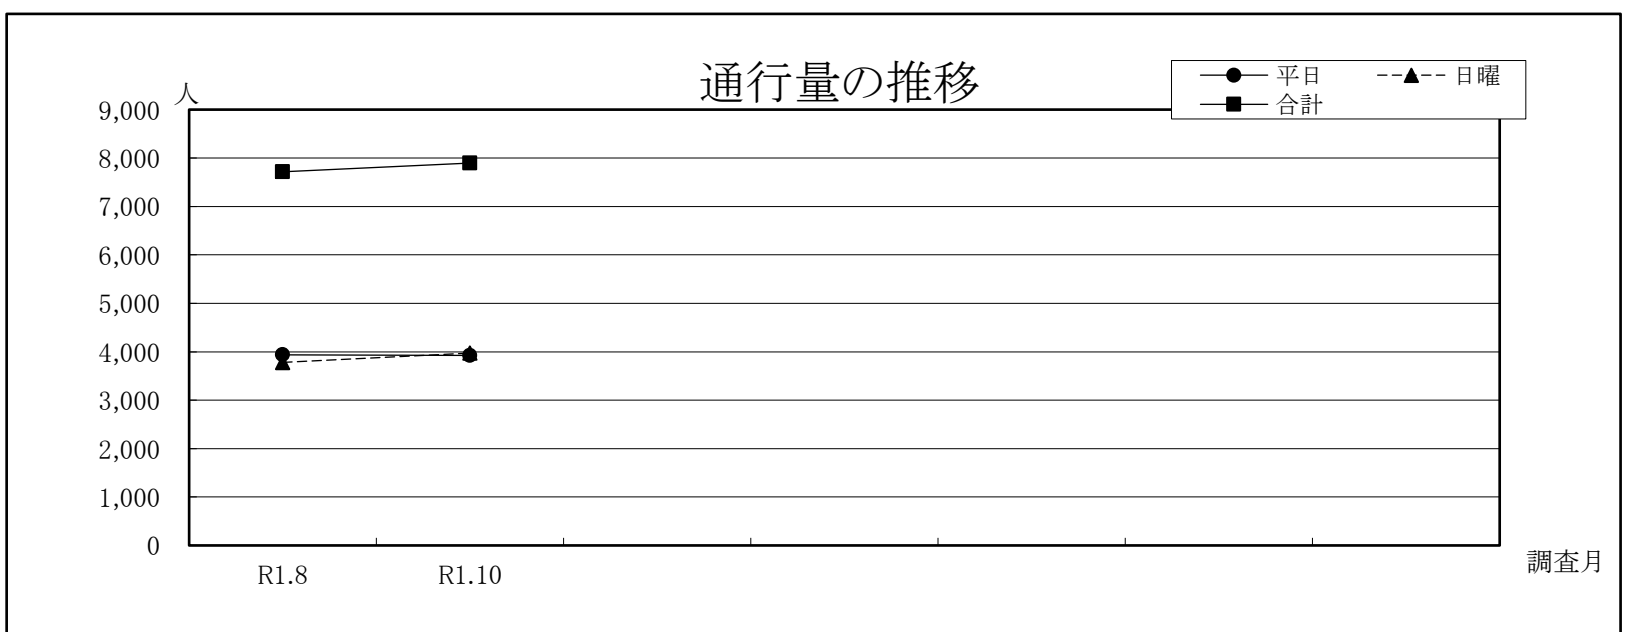 通行量の推移
平日
日曜
合計
人
9,000
8,000
7,000
6,000
5,000
4,000
3,000
2,000
1,000
0
R1.8
R1.10
調査月